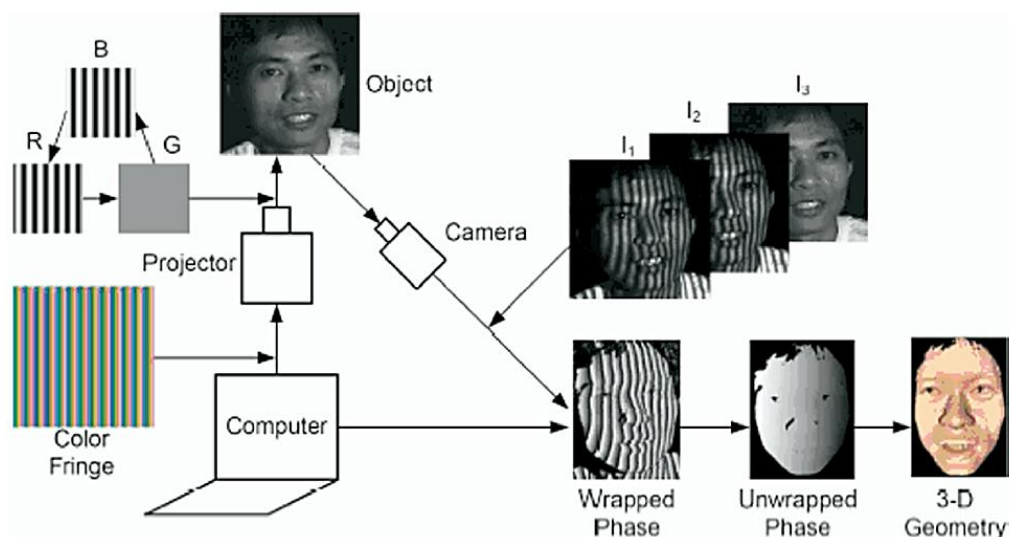 B
R
G
Object
I₁
I₂
I₃
Projector
Camera
Color
Fringe
Computer
Wrapped
Phase
Unwrapped
Phase
3-D
Geometry